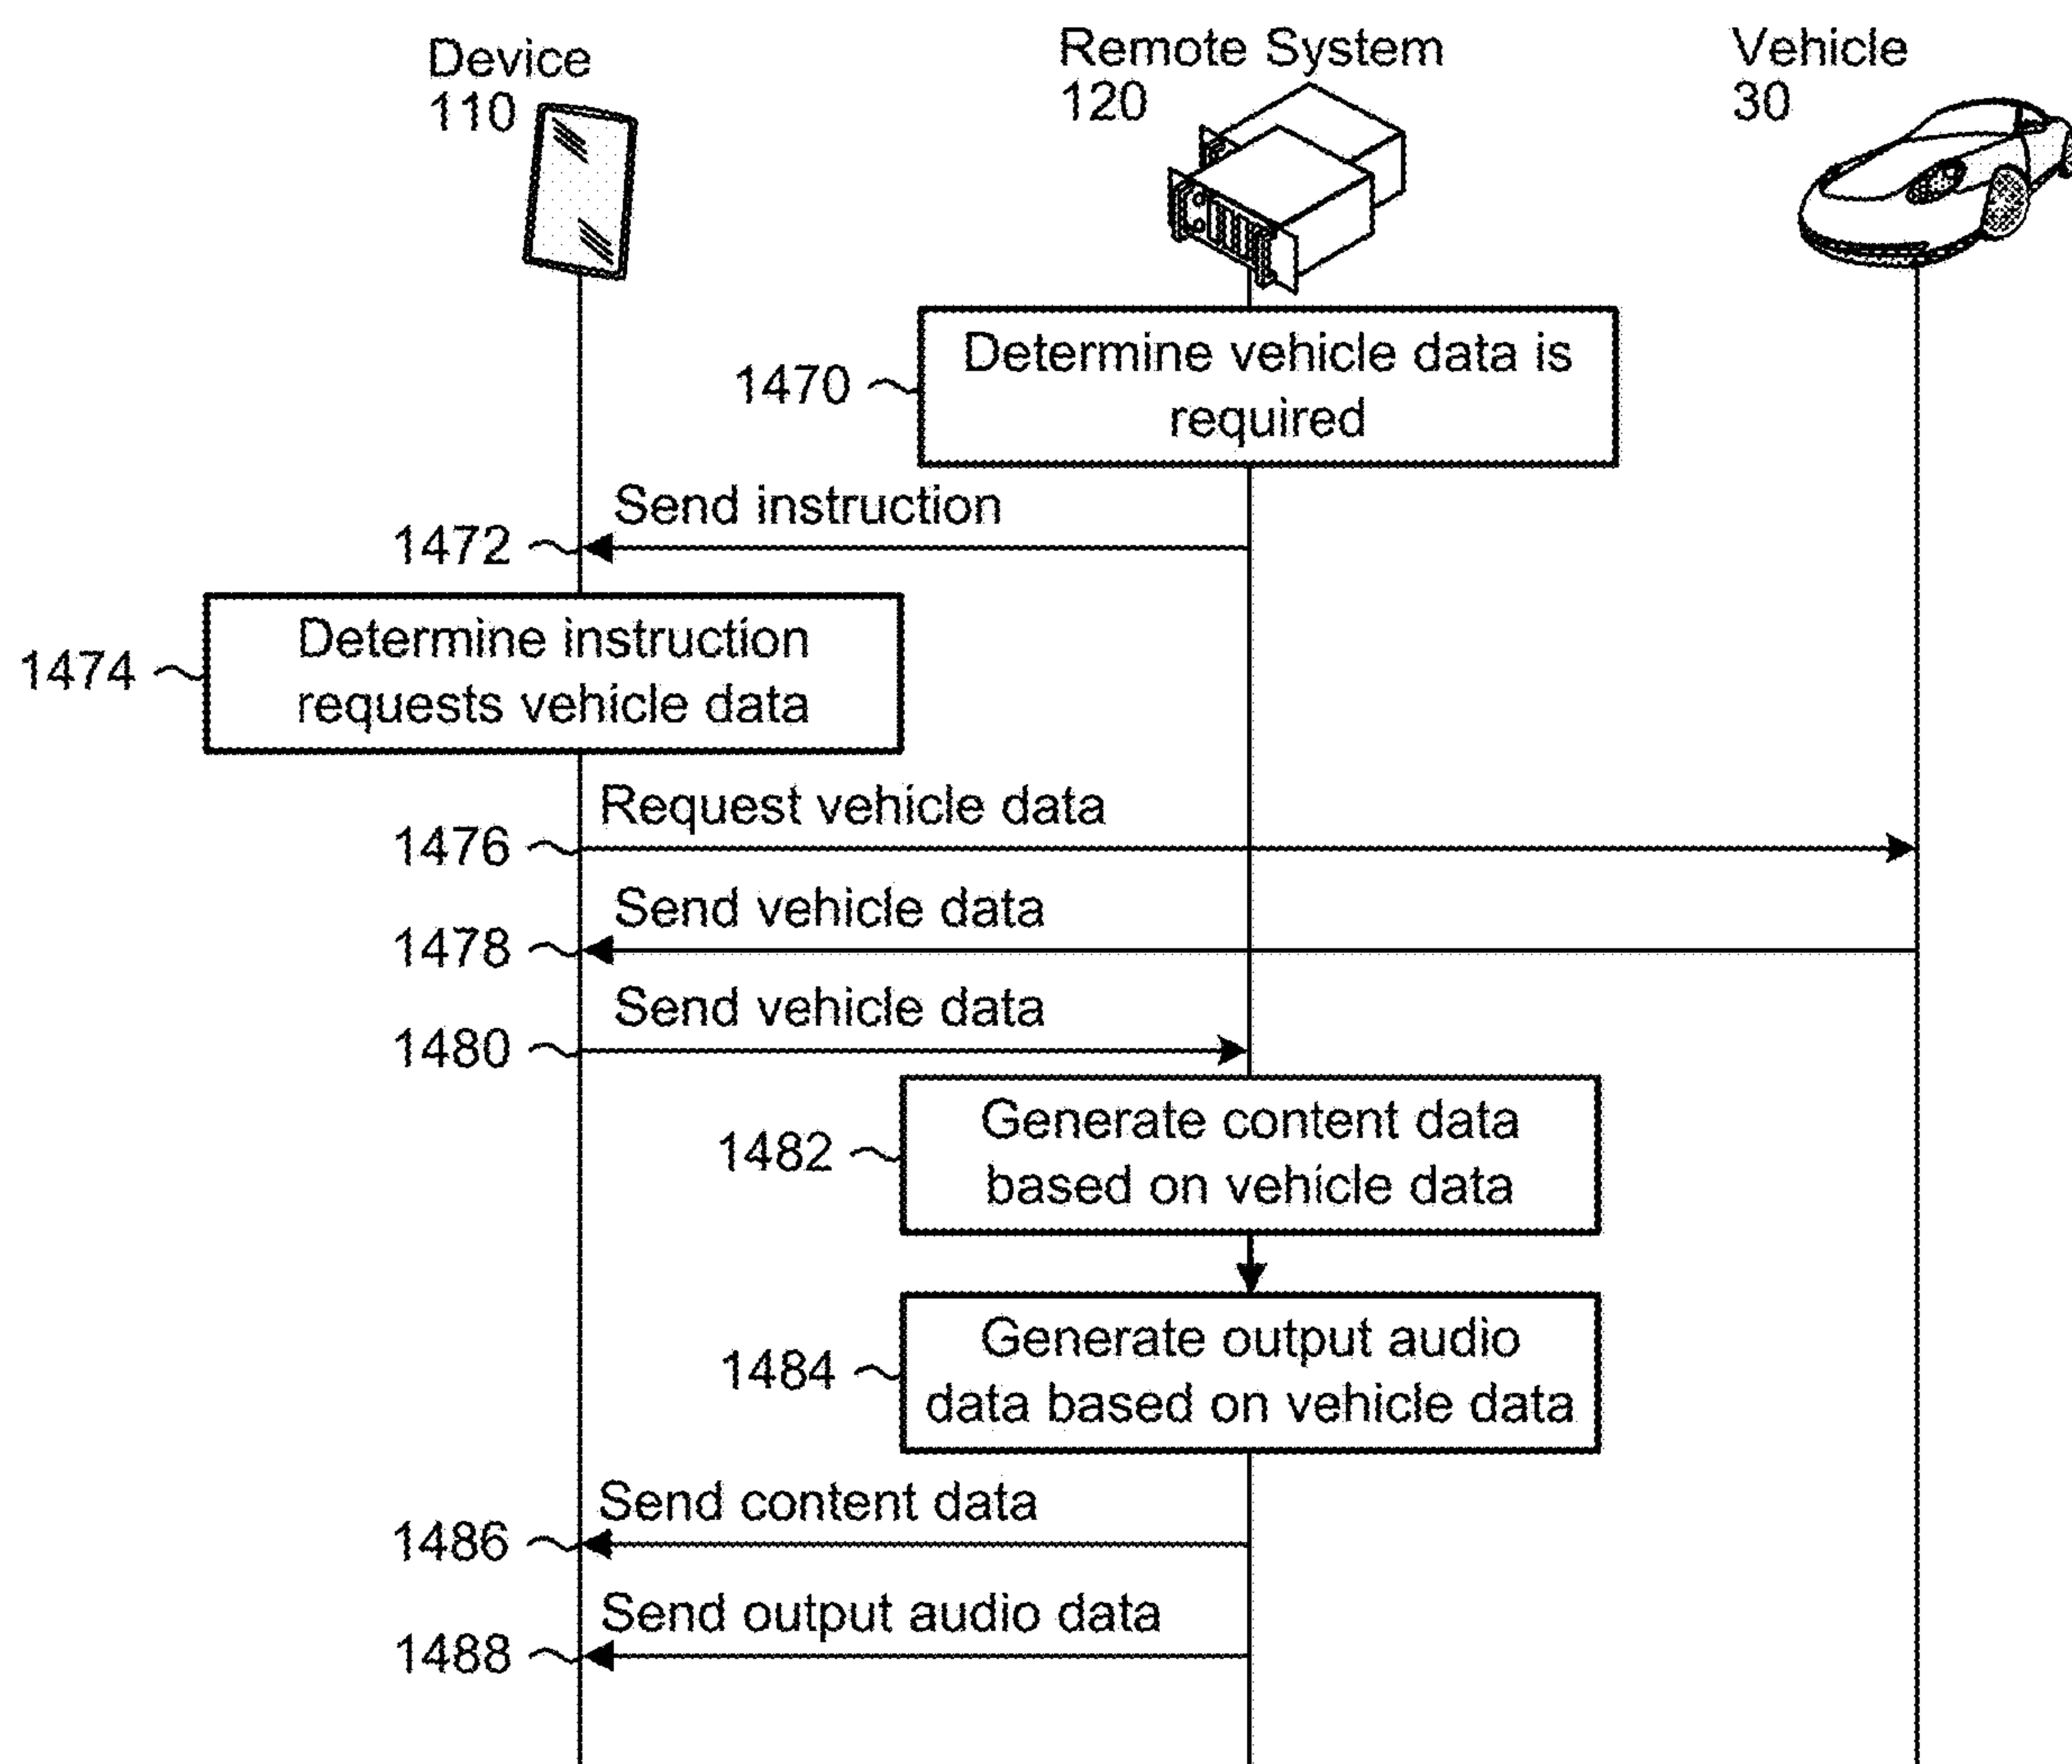 Device
110
Remote System
120
Vehicle
30
Determine vehicle data is
required
1470
Send instruction
1472
Determine instruction
requests vehicle data
1474
Request vehicle data
1476
Send vehicle data
1478
Send vehicle data
1480
Generate content data
based on vehicle data
1482
Generate output audio
data based on vehicle data
1484
Send content data
1486
Send output audio data
1488